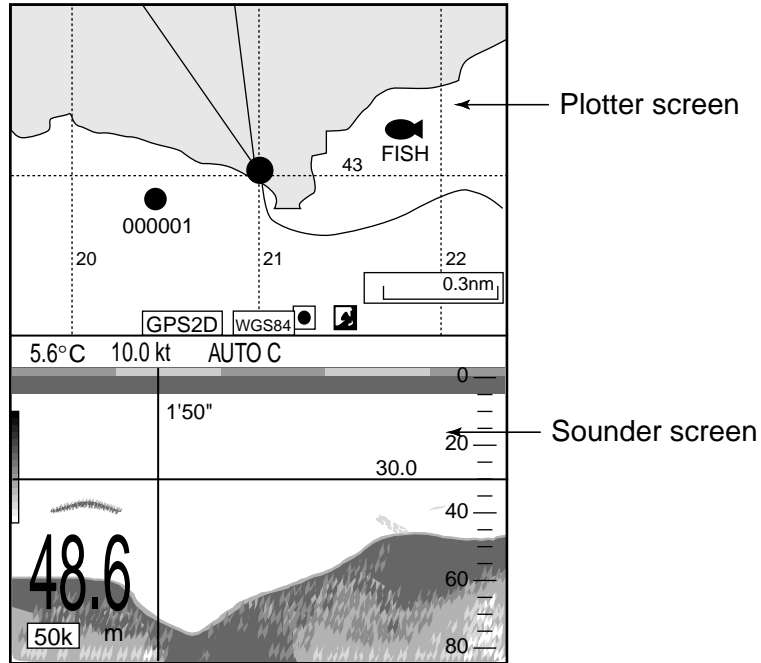 Plotter screen
FISH
43
000001
20 21 22
0.3nm
GPS2D WGS84
5.6°C 10.0 kt AUTO C
0
1'50"
Sounder screen
20
30.0
40
48.6
60
50k m
80